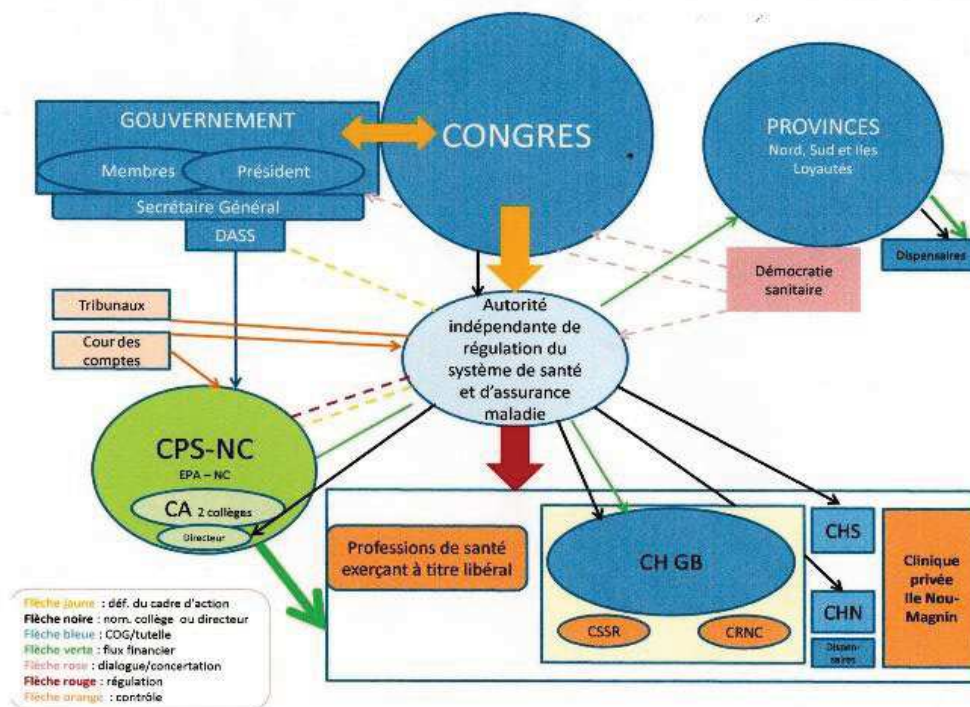 GOUVERNEMENT
Membres
Président
Secrétaire Général
DASS
CONGRES
PROVINCES
Nord, Sud et Iles
Loyautés
Dispensaires
Démocratie
sanitaire
Tribunaux
Cour des
comptes
Autorité
indépendante de
régulation du
système de santé
et d'assurance
maladie
CPS-NC
EPA – NC
CA 2 collèges
Directeur
Professions de santé
exerçant à titre libéral
CH GB
CSSR
CRNC
CHS
CHN
Dispen-
saires
Clinique
privée
Ile Nou-
Magnin
Flèche jaune : déf. du cadre d'action
Flèche noire : nom. collège ou directeur
Flèche bleue : COG/tutelle
Flèche verte : flux financier
Flèche rose : dialogue/concertation
Flèche rouge : régulation
Flèche orange : contrôle